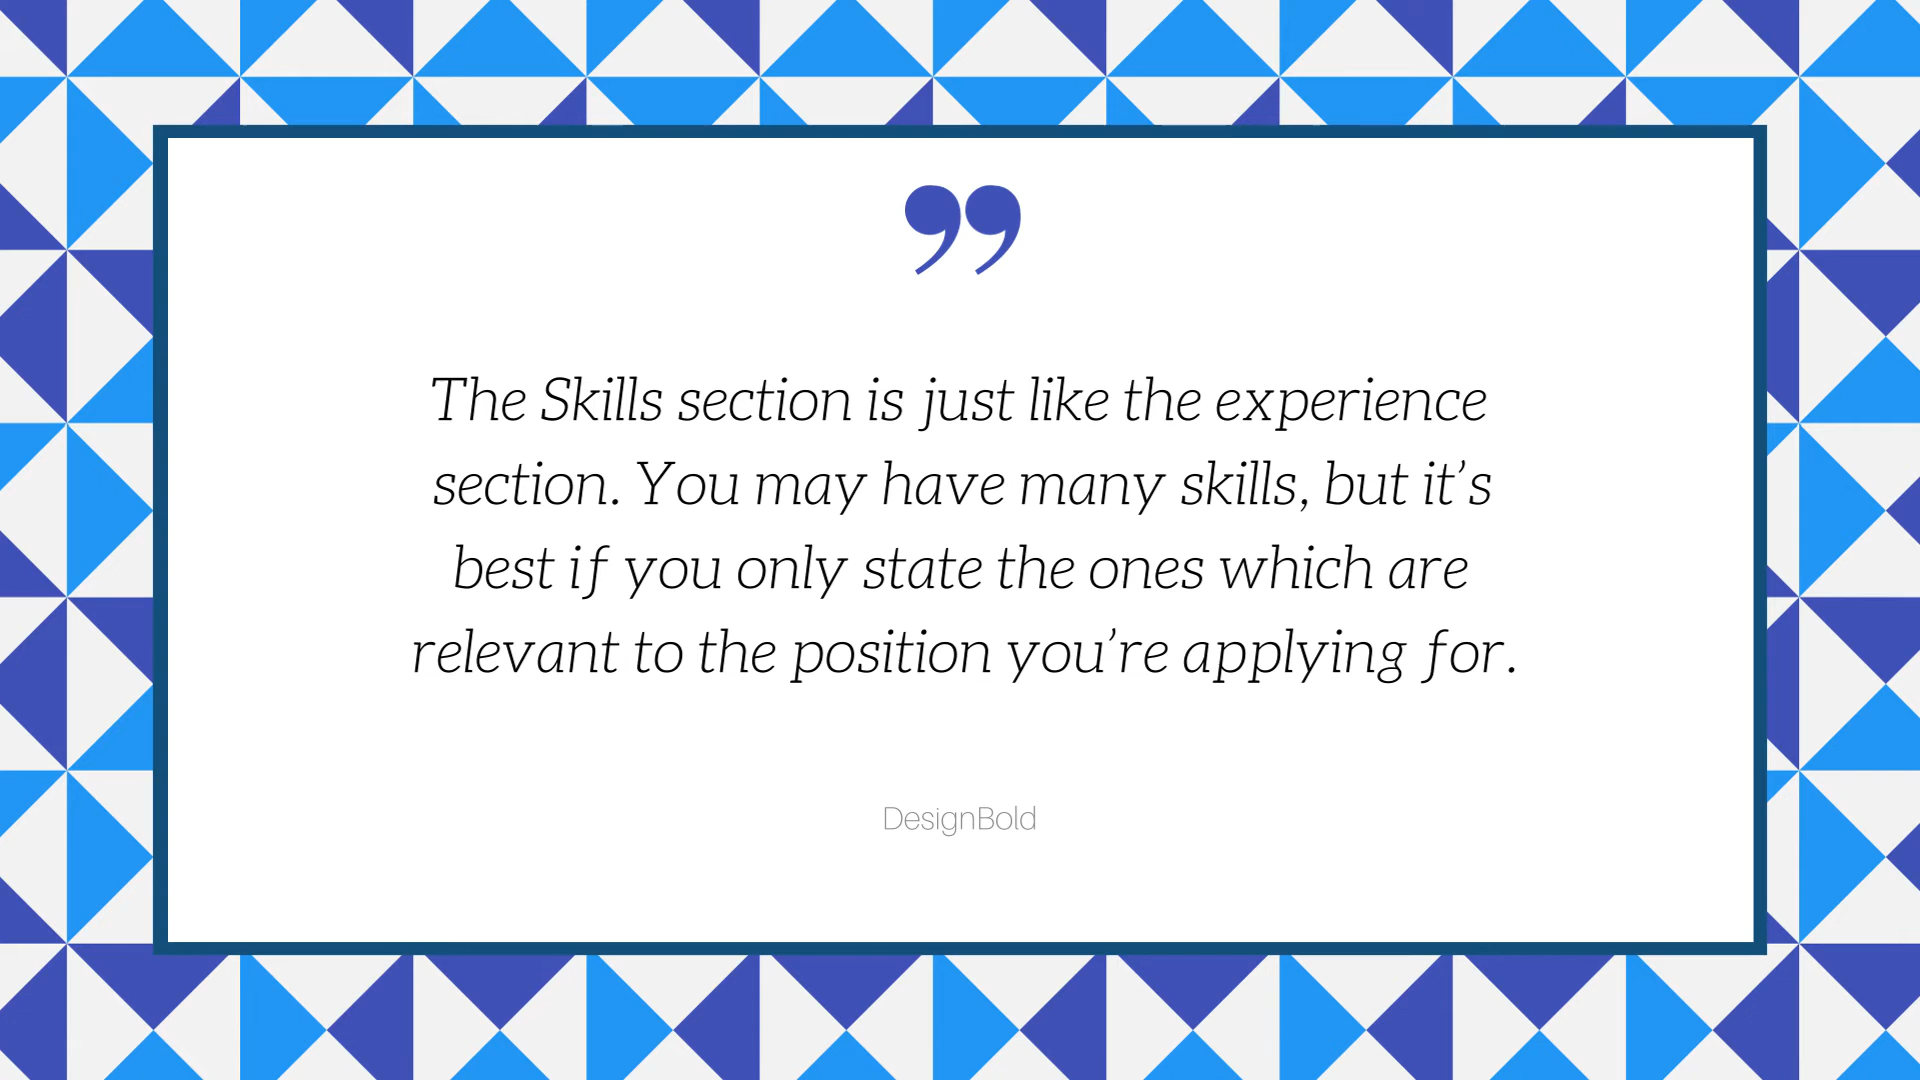 ”
The Skills section is just like the experience
section. You may have many skills, but it’s
best if you only state the ones which are
relevant to the position you’re applying for.
DesignBold